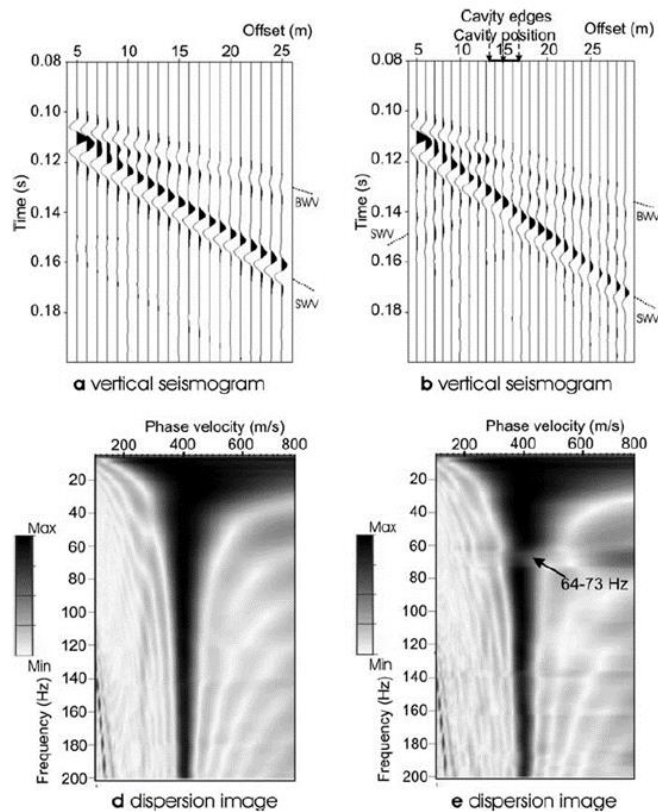 Offset (m)
5 10 15 20 25
0.08
0.10
0.12
0.14
0.16
0.18
Time (s)
BWV
SWV
a vertical seismogram
Cavity edges
Cavity position
Offset (m)
5 10 15 20 25
0.08
0.10
0.12
0.14
0.16
0.18
Time (s)
SWV
BWV
SWV
b vertical seismogram
Phase velocity (m/s)
200 400 600 800
20
40
60
80
100
120
140
160
180
200
Max
Min
Frequency (Hz)
d dispersion image
Phase velocity (m/s)
200 400 600 800
20
40
60
80
100
120
140
160
180
200
Max
Min
Frequency (Hz)
64-73 Hz
e dispersion image